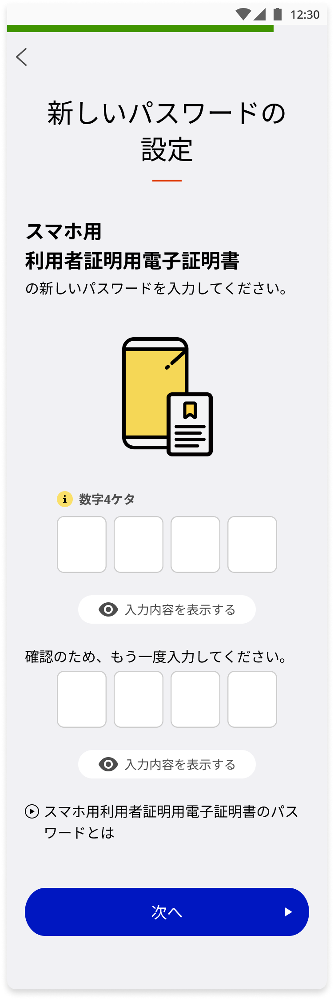 12:30
新しいパスワードの
設定
スマホ用
利用者証明用電子証明書
の新しいパスワードを入力してください。
数字4ケタ
入力内容を表示する
確認のため、もう一度入力してください。
入力内容を表示する
スマホ用利用者証明用電子証明書のパス
ワードとは
次へ